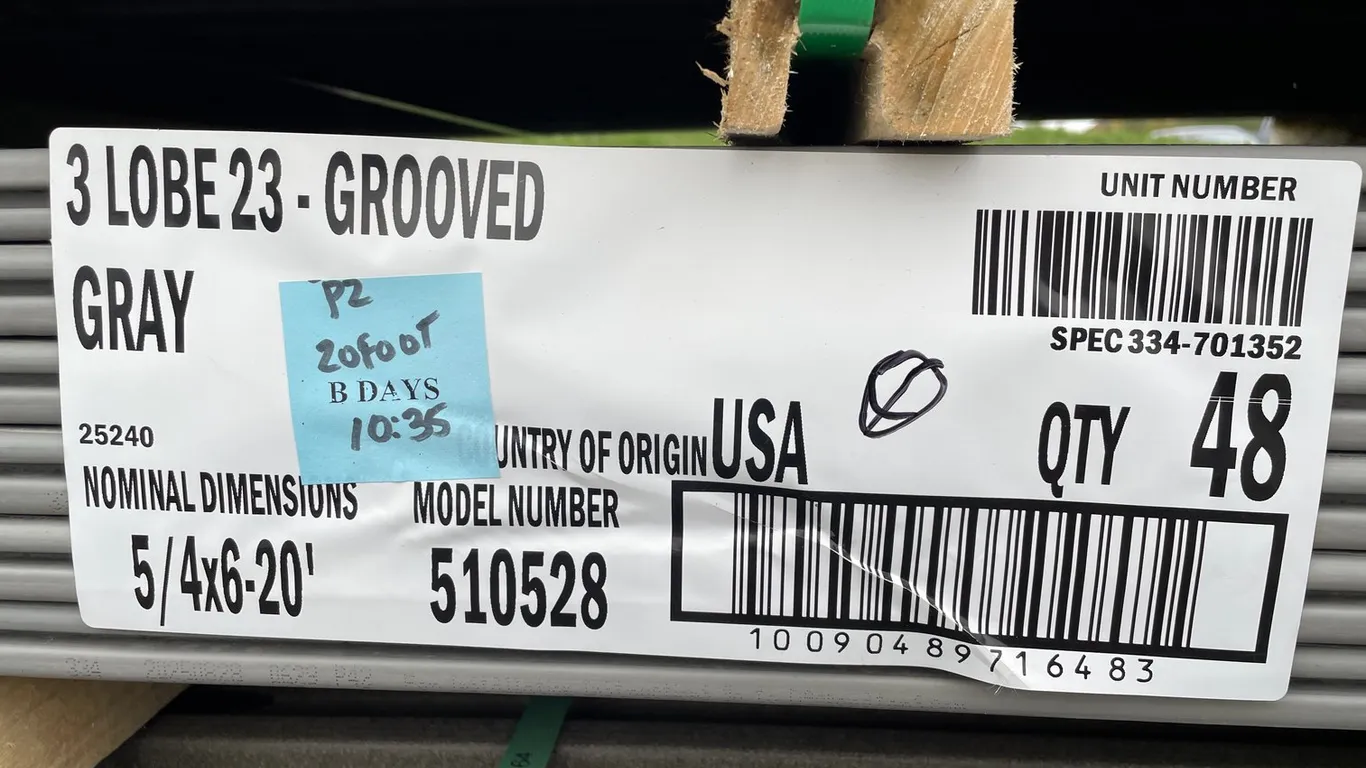 3 LOBE 23 - GROOVED
GRAY
UNIT NUMBER
SPEC 334-701352
P2
20FOOT
B DAYS
10:35
25240
UNTRY OF ORIGIN USA
QTY 48
NOMINAL DIMENSIONS
5/4x6-20'
MODEL NUMBER
510528
10090489716483
334